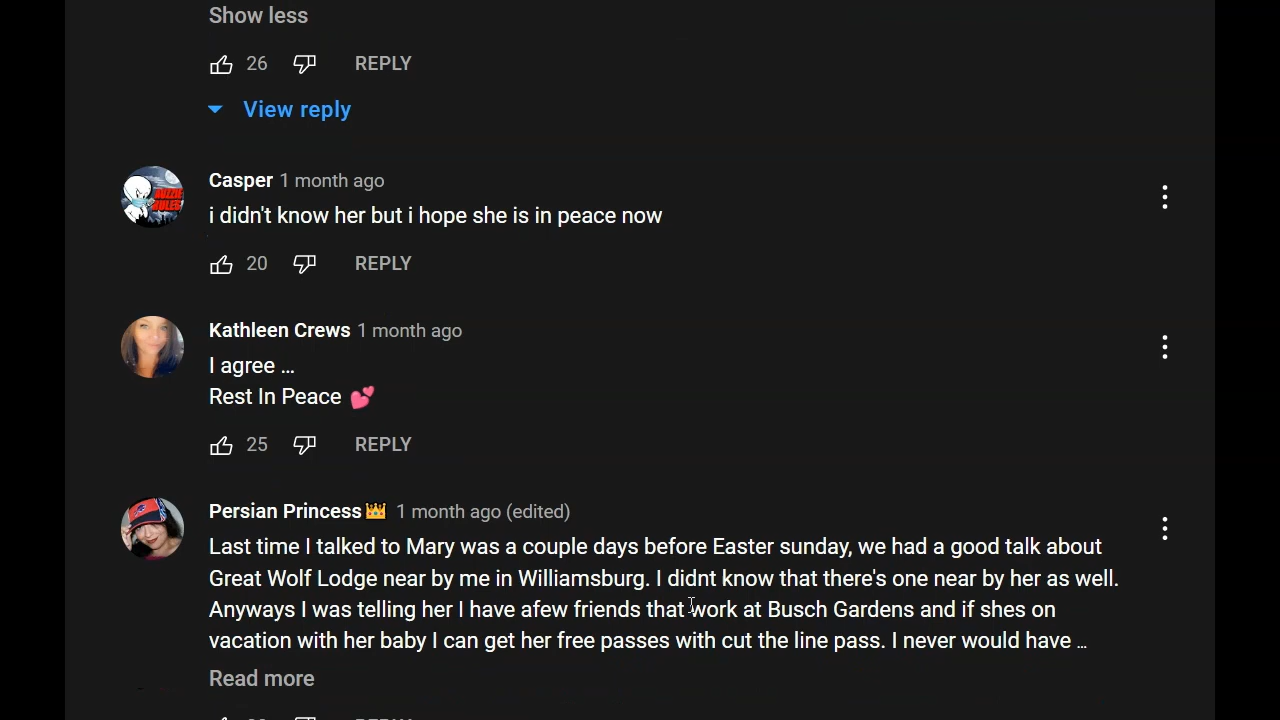 Show less
26 REPLY
View reply
Casper 1 month ago
i didn't know her but i hope she is in peace now
20 REPLY
Kathleen Crews 1 month ago
I agree ...
Rest In Peace 💕
25 REPLY
Persian Princess👑 1 month ago (edited)
Last time I talked to Mary was a couple days before Easter sunday, we had a good talk about
Great Wolf Lodge near by me in Williamsburg. I didnt know that there's one near by her as well.
Anyways I was telling her I have afew friends that work at Busch Gardens and if shes on
vacation with her baby I can get her free passes with cut the line pass. I never would have ...
Read more